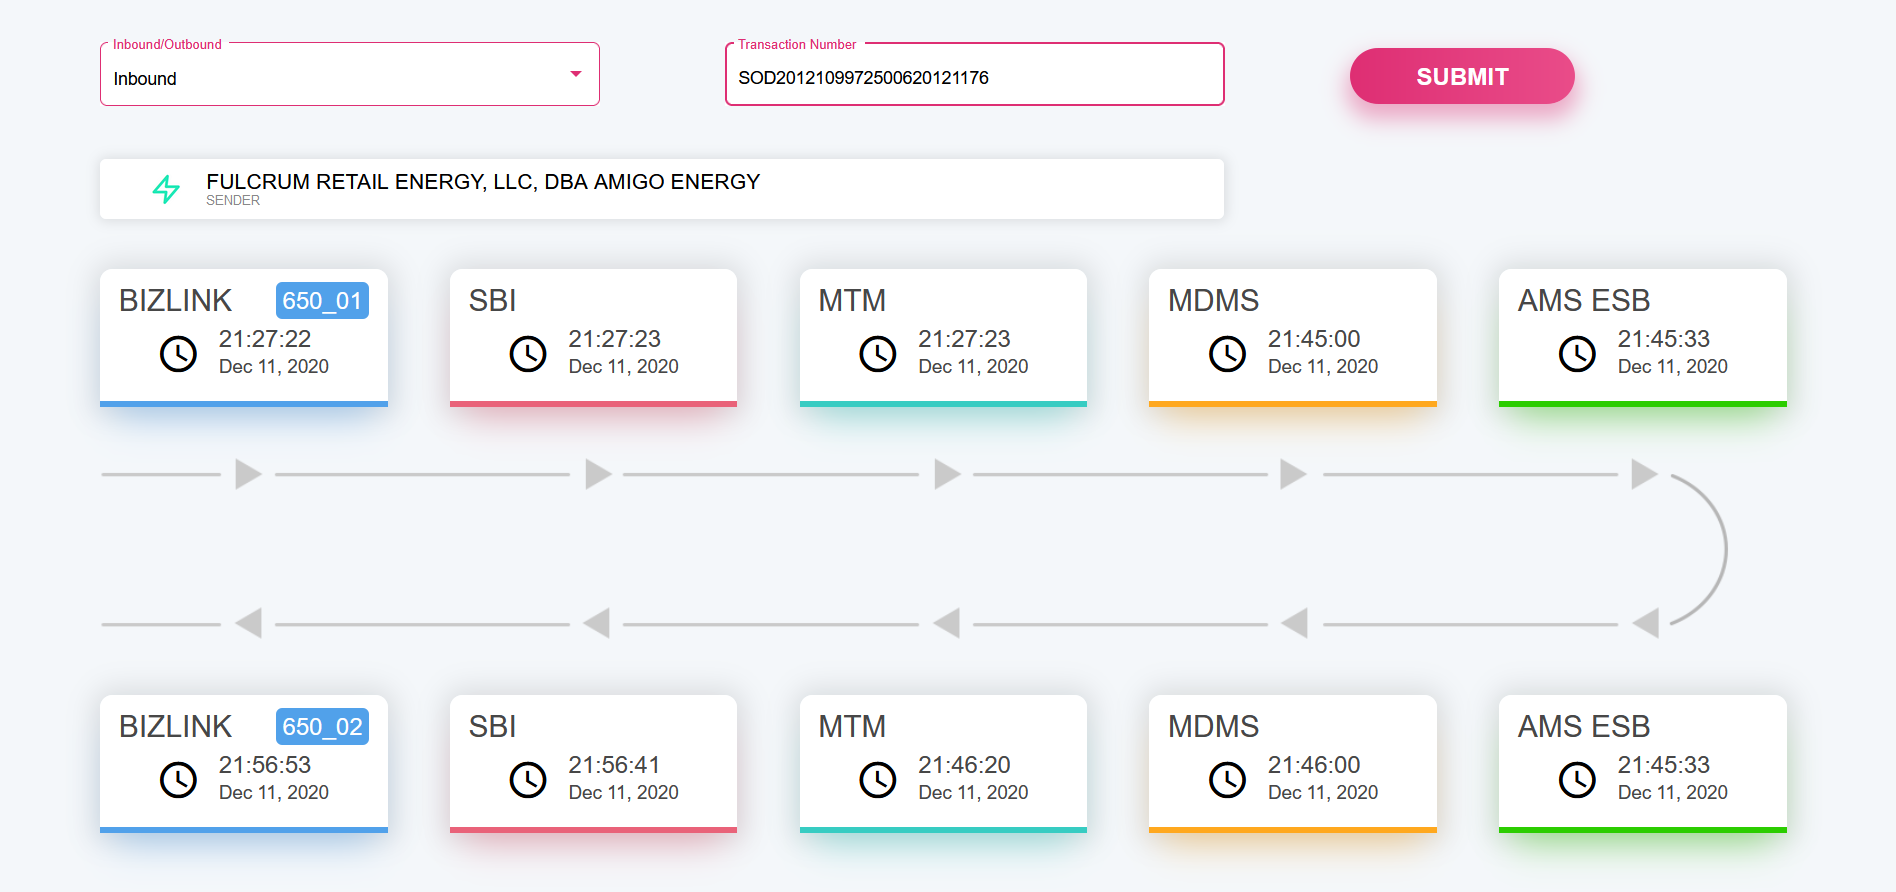 Inbound/Outbound
Inbound
Transaction Number
SOD2012109972500620121176
SUBMIT
FULCRUM RETAIL ENERGY, LLC, DBA AMIGO ENERGY
SENDER
BIZLINK 650_01
21:27:22
Dec 11, 2020
SBI
21:27:23
Dec 11, 2020
MTM
21:27:23
Dec 11, 2020
MDMS
21:45:00
Dec 11, 2020
AMS ESB
21:45:33
Dec 11, 2020
BIZLINK 650_02
21:56:53
Dec 11, 2020
SBI
21:56:41
Dec 11, 2020
MTM
21:46:20
Dec 11, 2020
MDMS
21:46:00
Dec 11, 2020
AMS ESB
21:45:33
Dec 11, 2020